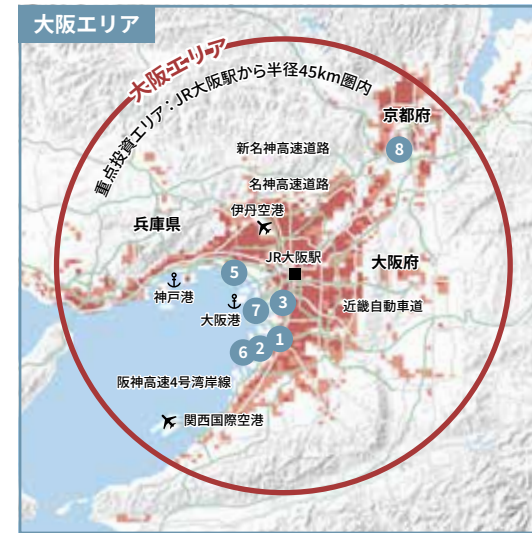 大阪エリア
大阪エリア
重点投資エリア：JR大阪駅から半径45km圏内
京都府
8
新名神高速道路
名神高速道路
伊丹空港
兵庫県
JR大阪駅
大阪府
5
神戸港
3
大阪港
7
近畿自動車道
1
2
6
阪神高速4号湾岸線
関西国際空港